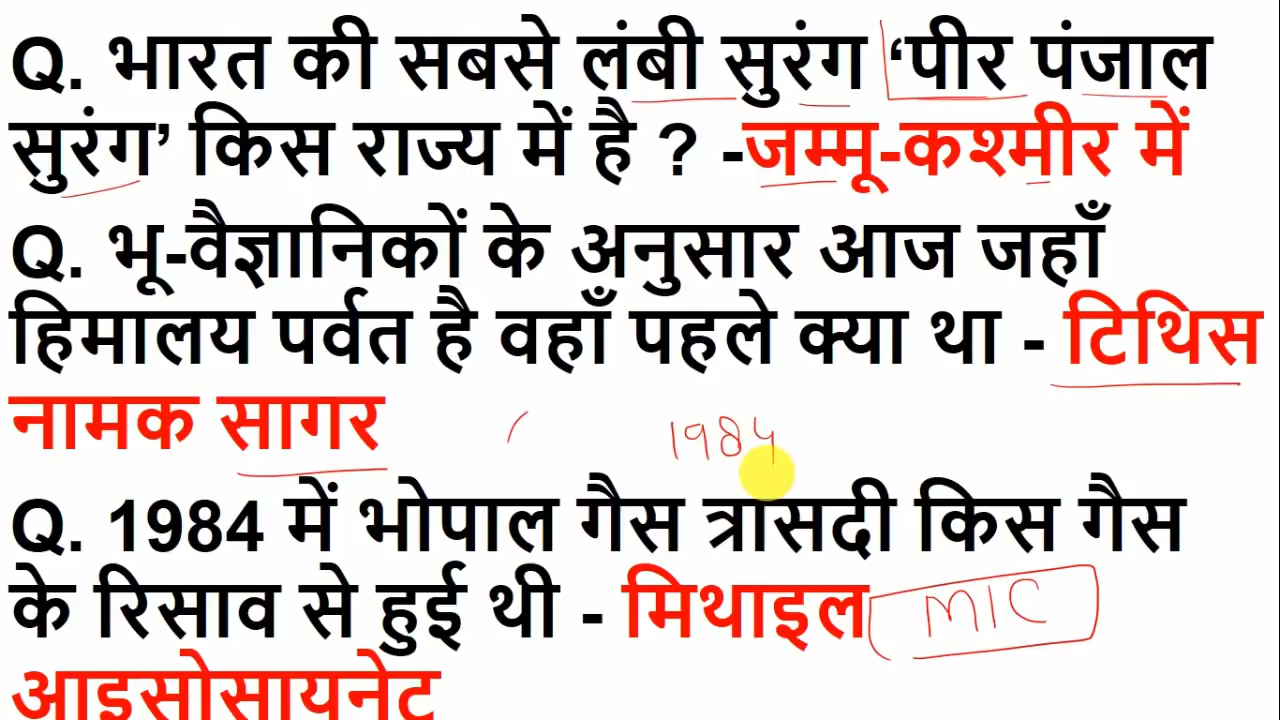 Q. भारत की सबसे लंबी सुरंग ‘पीर पंजाल
सुरंग’ किस राज्य में है ? -जम्मू-कश्मीर में
Q. भू-वैज्ञानिकों के अनुसार आज जहाँ
हिमालय पर्वत है वहाँ पहले क्या था - टिथिस
नामक सागर
1984
Q. 1984 में भोपाल गैस त्रासदी किस गैस
के रिसाव से हुई थी - मिथाइल MIC
आइसोसायनेट